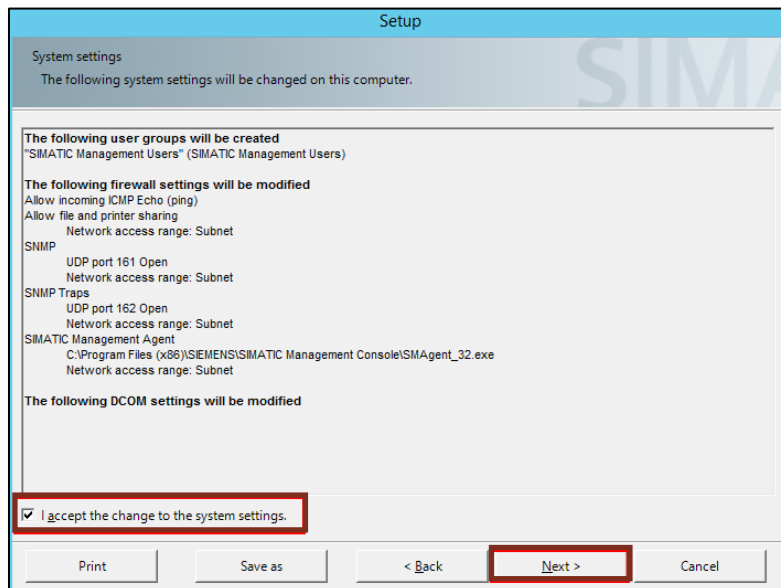 Setup
System settings
The following system settings will be changed on this computer.
SIMA
The following user groups will be created
"SIMATIC Management Users" (SIMATIC Management Users)
The following firewall settings will be modified
Allow incoming ICMP Echo (ping)
Allow file and printer sharing
Network access range: Subnet
SNMP
UDP port 161 Open
Network access range: Subnet
SNMP Traps
UDP port 162 Open
Network access range: Subnet
SIMATIC Management Agent
C:\Program Files (x86)\SIEMENS\SIMATIC Management Console\SMAgent_32.exe
Network access range: Subnet
The following DCOM settings will be modified
I accept the change to the system settings.
Print Save as < Back Next > Cancel